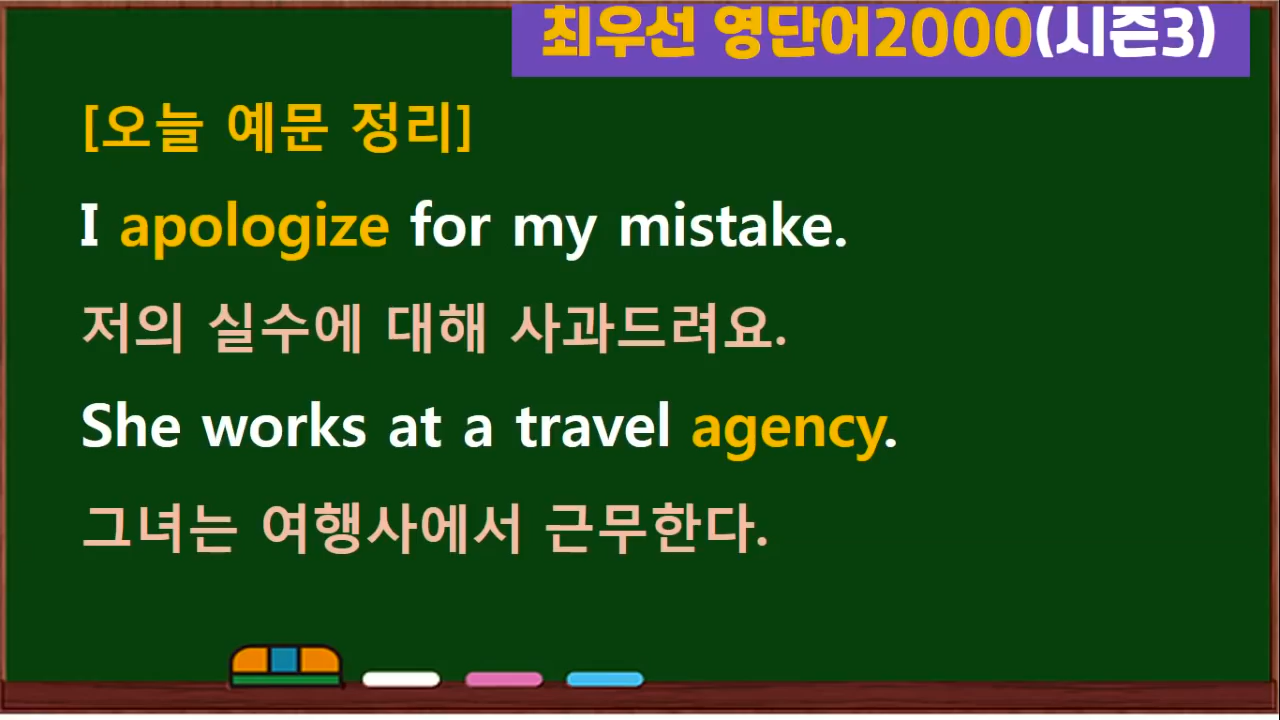 최우선 영단어2000(시즌3)
[오늘 예문 정리]
I apologize for my mistake.
저의 실수에 대해 사과드려요.
She works at a travel agency.
그녀는 여행사에서 근무한다.